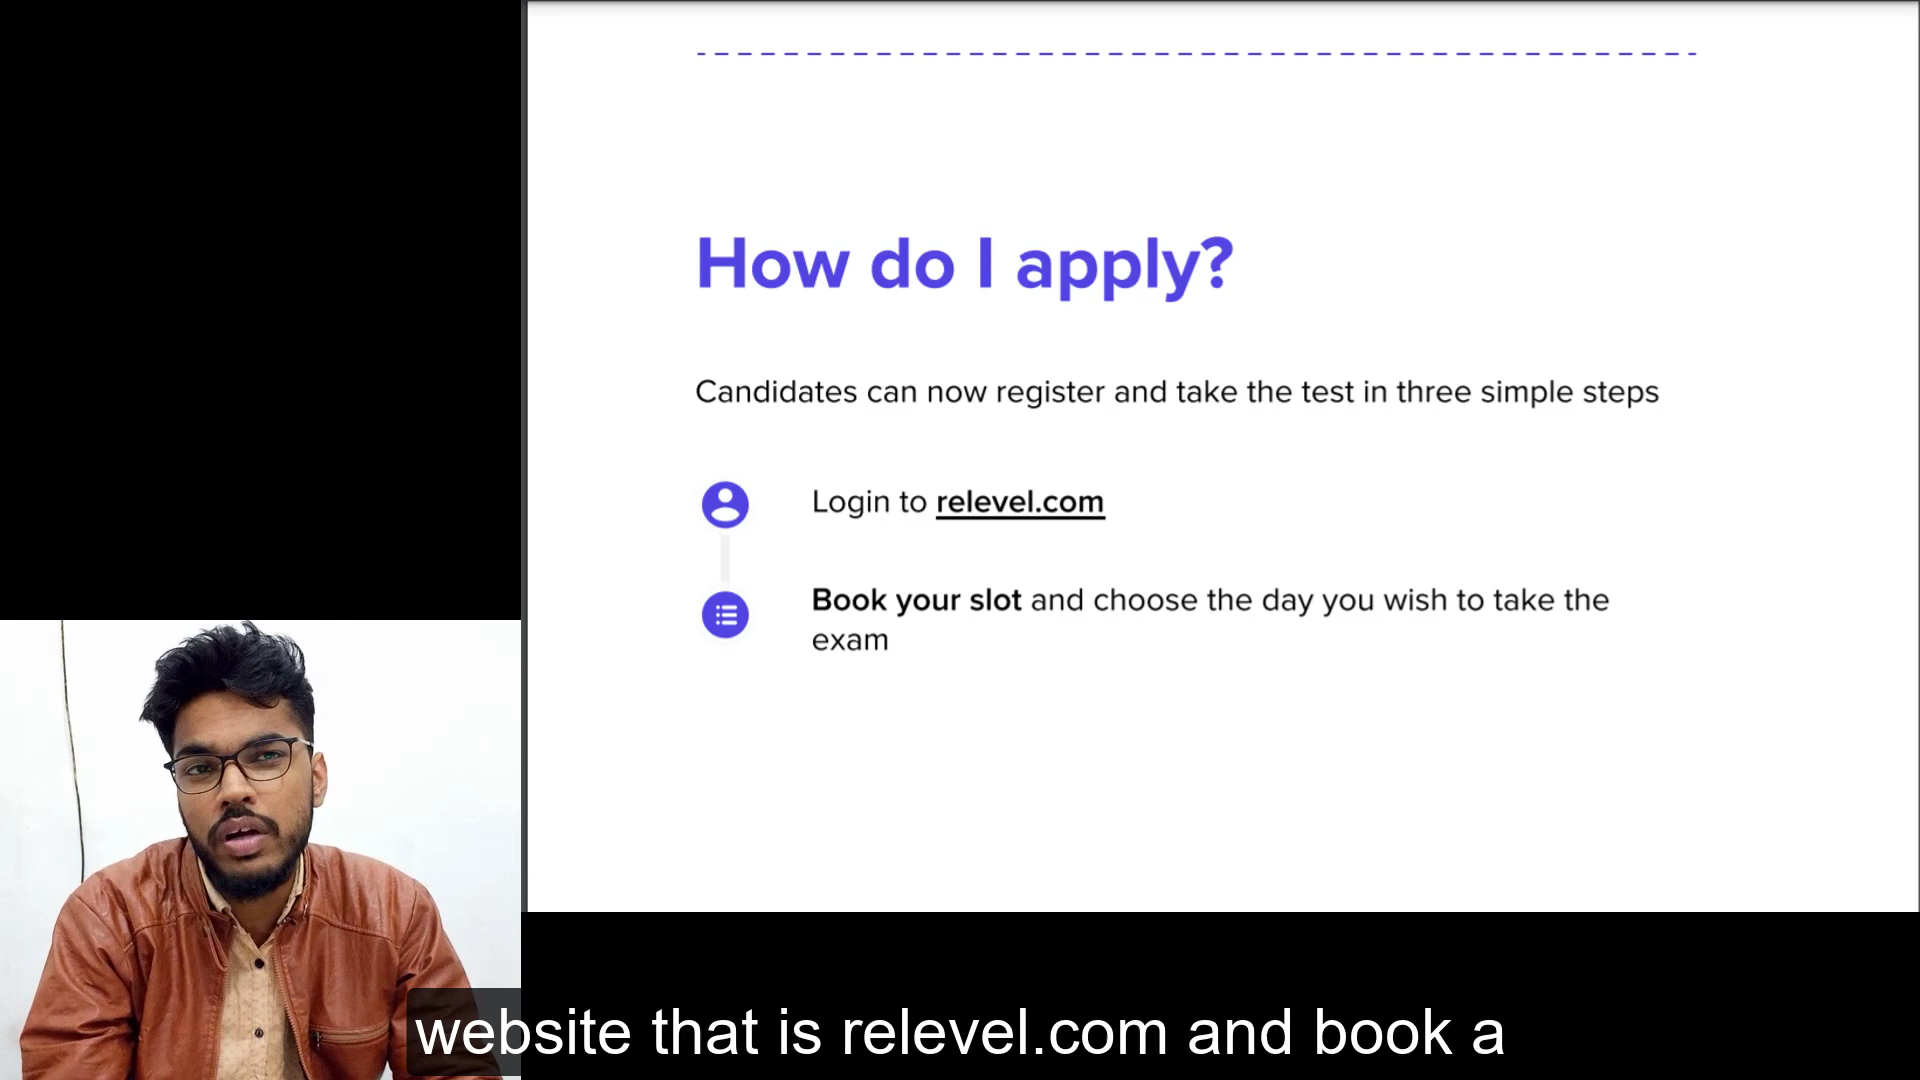 How do I apply?
Candidates can now register and take the test in three simple steps
Login to relevel.com
Book your slot and choose the day you wish to take the
exam
website that is relevel.com and book a